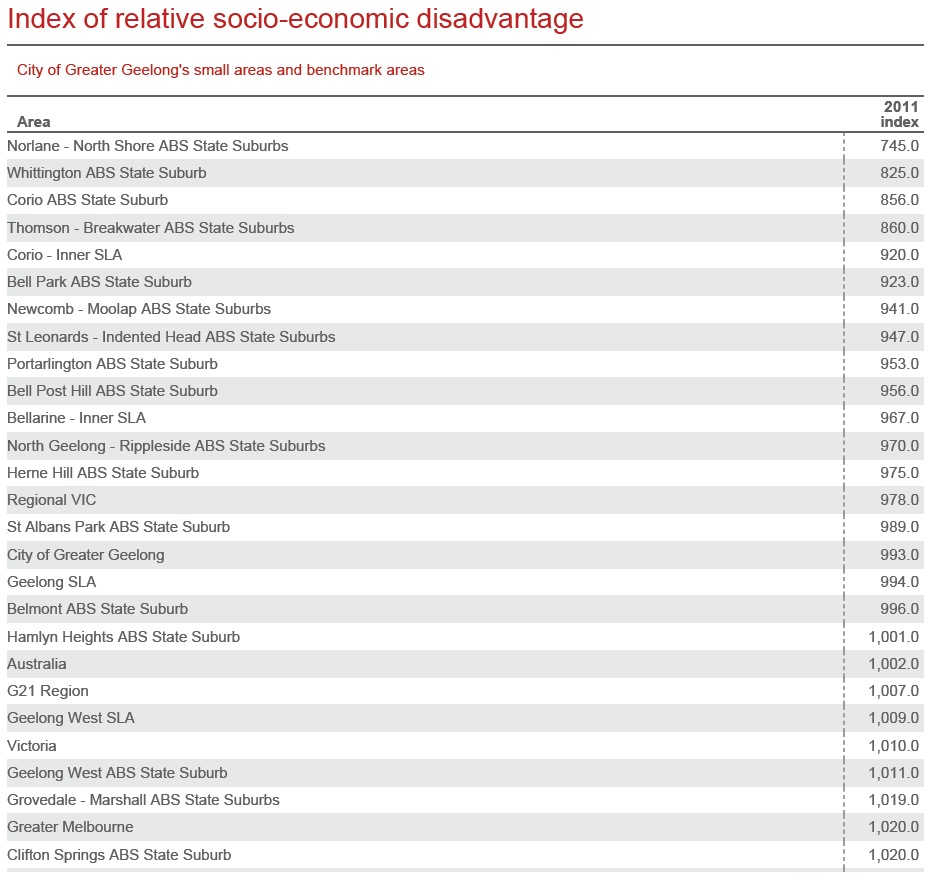 Index of relative socio-economic disadvantage
City of Greater Geelong's small areas and benchmark areas
Area 2011 index
Norlane - North Shore ABS State Suburbs 745.0
Whittington ABS State Suburb 825.0
Corio ABS State Suburb 856.0
Thomson - Breakwater ABS State Suburbs 860.0
Corio - Inner SLA 920.0
Bell Park ABS State Suburb 923.0
Newcomb - Moolap ABS State Suburbs 941.0
St Leonards - Indented Head ABS State Suburbs 947.0
Portarlington ABS State Suburb 953.0
Bell Post Hill ABS State Suburb 956.0
Bellarine - Inner SLA 967.0
North Geelong - Rippleside ABS State Suburbs 970.0
Herne Hill ABS State Suburb 975.0
Regional VIC 978.0
St Albans Park ABS State Suburb 989.0
City of Greater Geelong 993.0
Geelong SLA 994.0
Belmont ABS State Suburb 996.0
Hamlyn Heights ABS State Suburb 1,001.0
Australia 1,002.0
G21 Region 1,007.0
Geelong West SLA 1,009.0
Victoria 1,010.0
Geelong West ABS State Suburb 1,011.0
Grovedale - Marshall ABS State Suburbs 1,019.0
Greater Melbourne 1,020.0
Clifton Springs ABS State Suburb 1,020.0